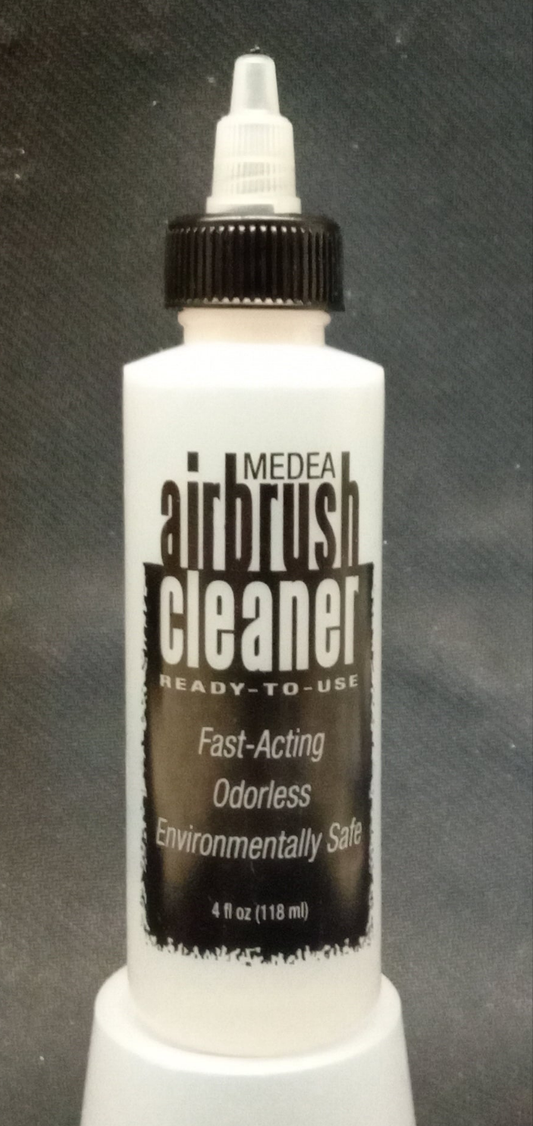 MEDEA
airbrush
cleaner
READY-TO-USE
Fast-Acting
Odorless
Environmentally Safe
4 fl oz (118 ml)